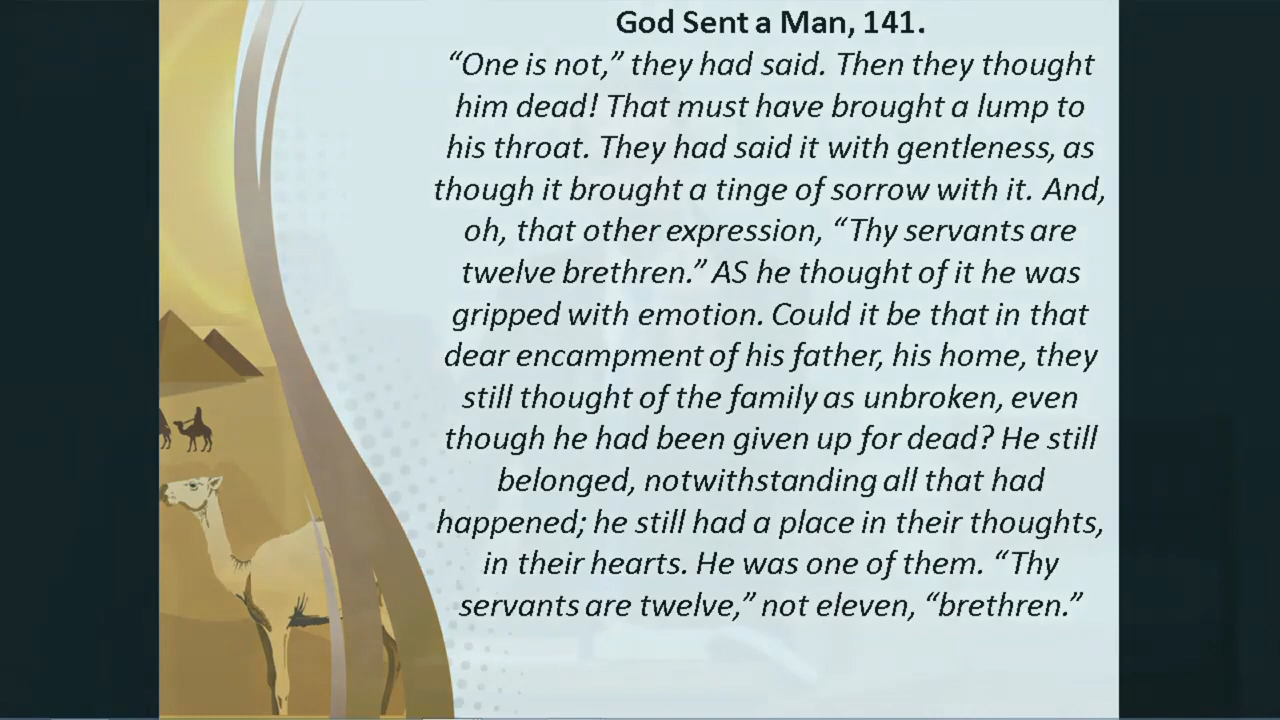 God Sent a Man, 141.
“One is not,” they had said. Then they thought
him dead! That must have brought a lump to
his throat. They had said it with gentleness, as
though it brought a tinge of sorrow with it. And,
oh, that other expression, “Thy servants are
twelve brethren.” AS he thought of it he was
gripped with emotion. Could it be that in that
dear encampment of his father, his home, they
still thought of the family as unbroken, even
though he had been given up for dead? He still
belonged, notwithstanding all that had
happened; he still had a place in their thoughts,
in their hearts. He was one of them. “Thy
servants are twelve,” not eleven, “brethren.”